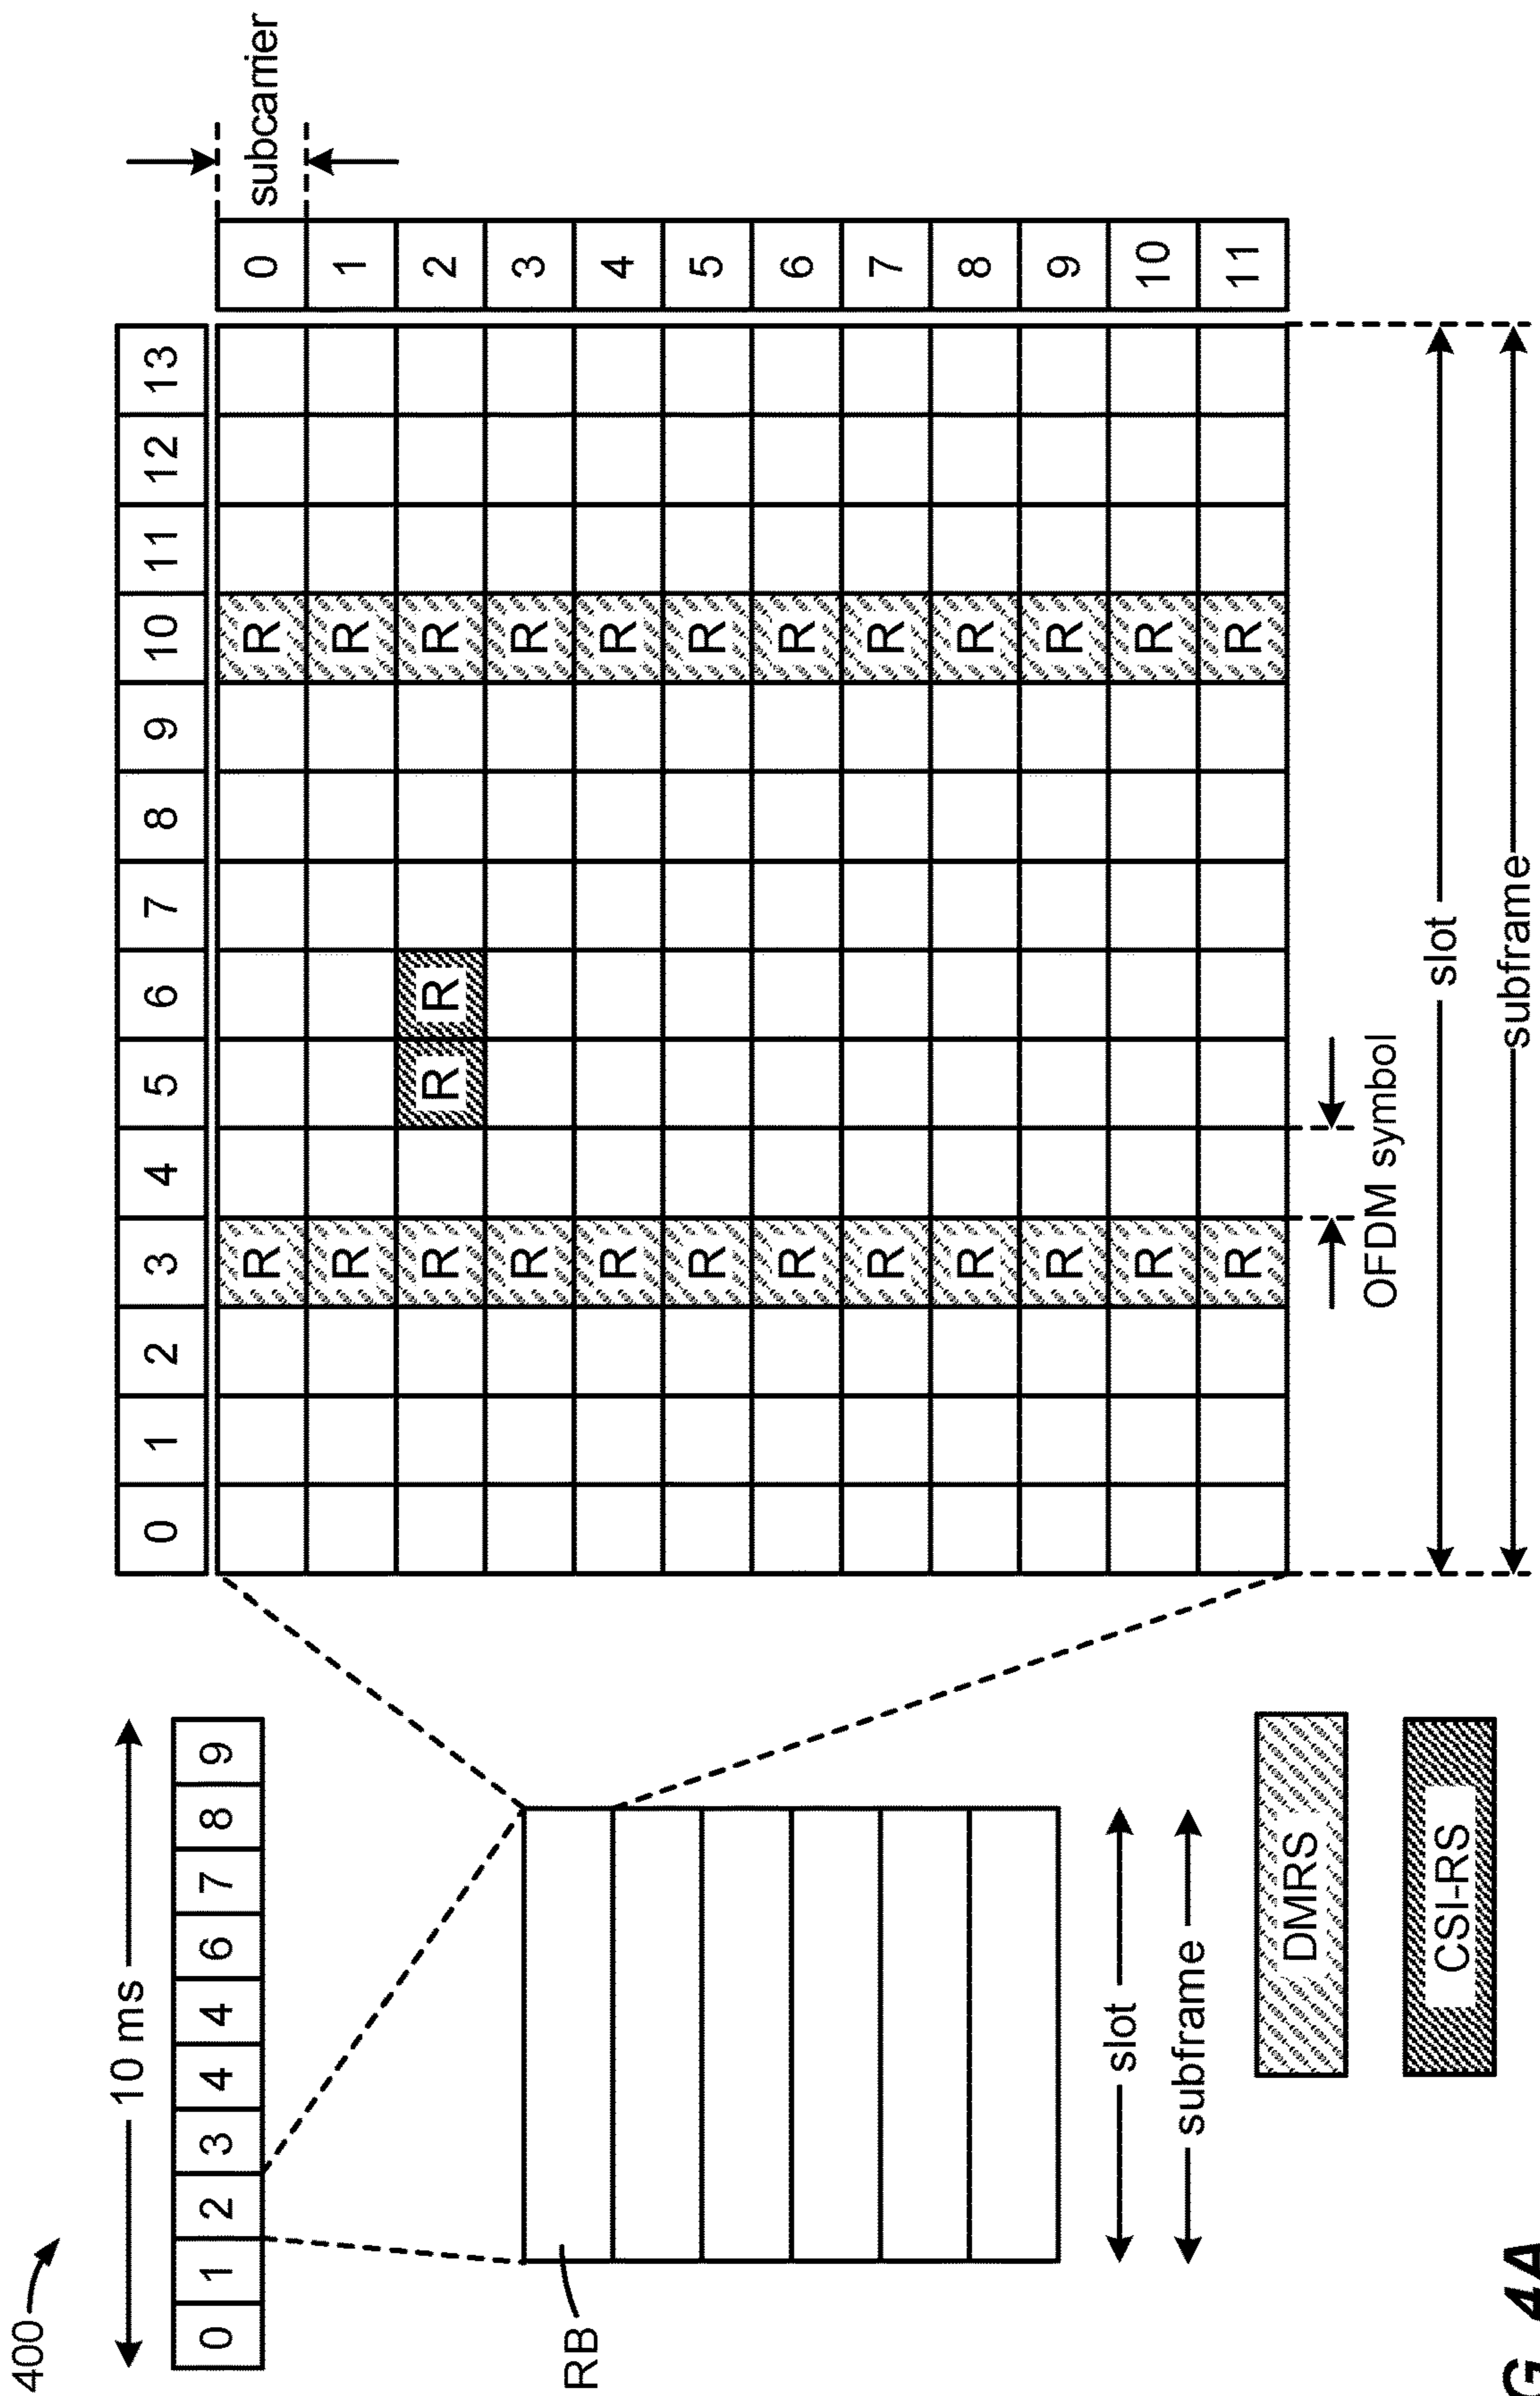 400
10 ms
0 1 2 3 4 4 6 7 8 9
RB
slot
subframe
DMRS
CSI-RS
0 1 2 3 4 5 6 7 8 9 10 11 12 13
subcarrier
R R 0
R R 1
R R R R 2
R R 3
R R 4
R R 5
R R 6
R R 7
R R 8
R R 9
R R 10
R R 11
OFDM symbol
slot
subframe
G. 4A